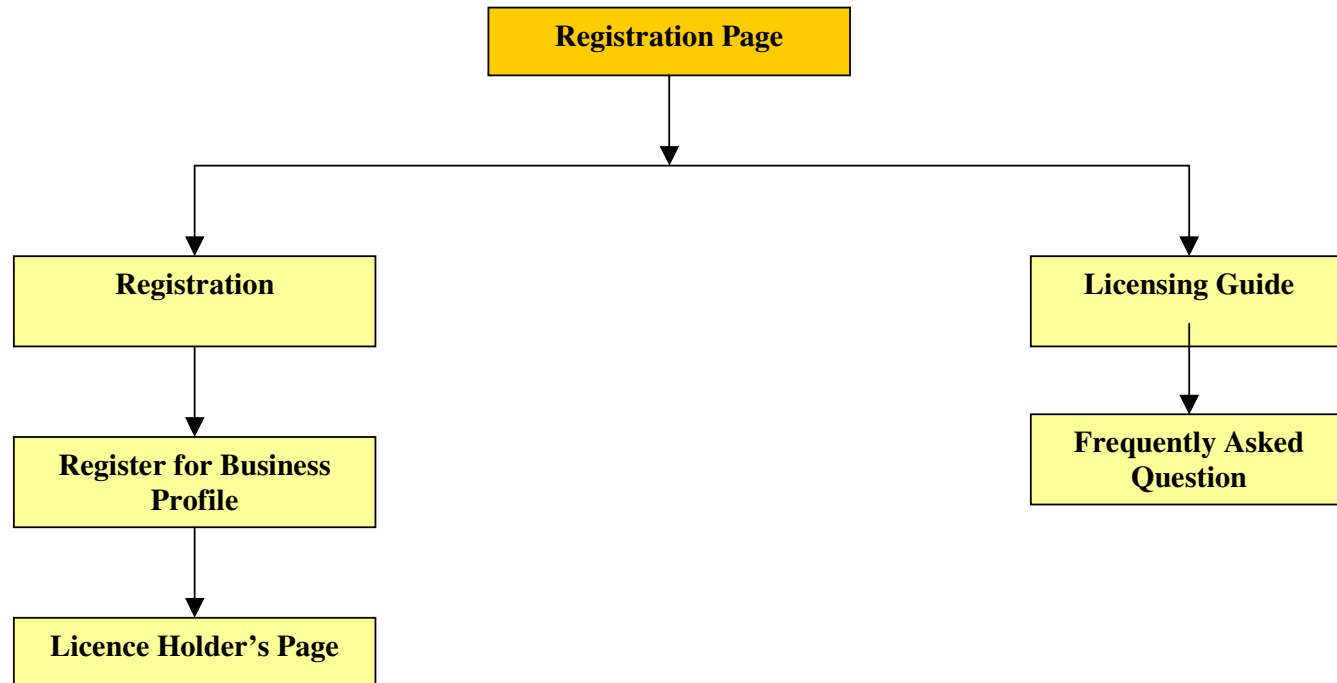 Registration Page
Registration
Licensing Guide
Register for Business
Profile
Frequently Asked
Question
Licence Holder’s Page